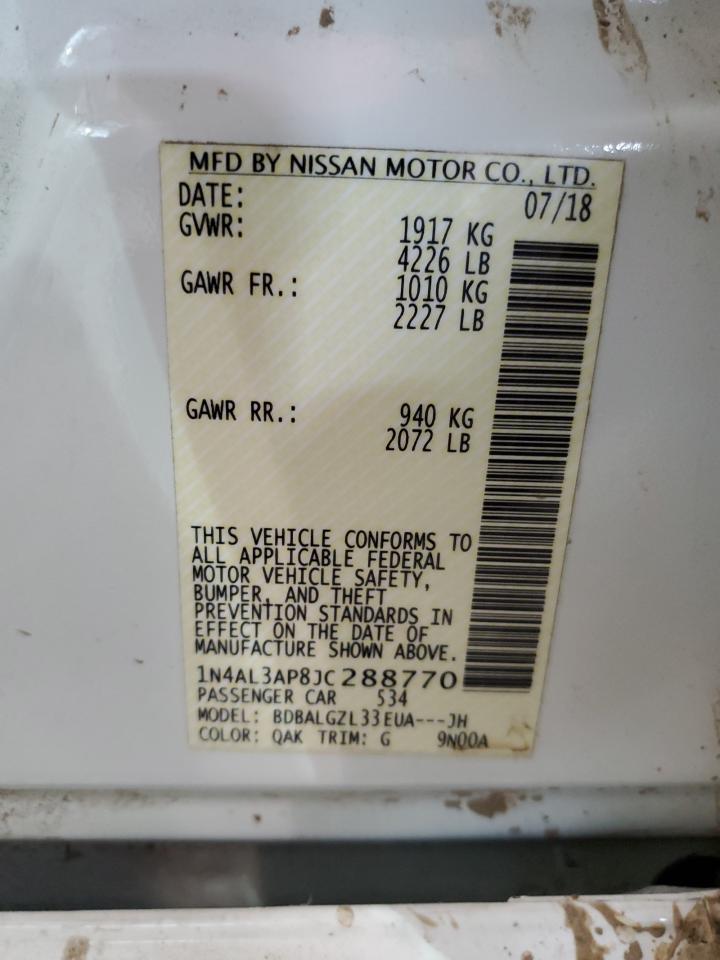 MFD BY NISSAN MOTOR CO., LTD.
DATE: 07/18
GVWR: 1917 KG
4226 LB
GAWR FR.: 1010 KG
2227 LB
GAWR RR.: 940 KG
2072 LB
THIS VEHICLE CONFORMS TO
ALL APPLICABLE FEDERAL
MOTOR VEHICLE SAFETY,
BUMPER, AND THEFT
PREVENTION STANDARDS IN
EFFECT ON THE DATE OF
MANUFACTURE SHOWN ABOVE.
1N4AL3AP8JC288770
PASSENGER CAR 534
MODEL: BDBALGZL33EUA---JH
COLOR: QAK TRIM: G 9N00A